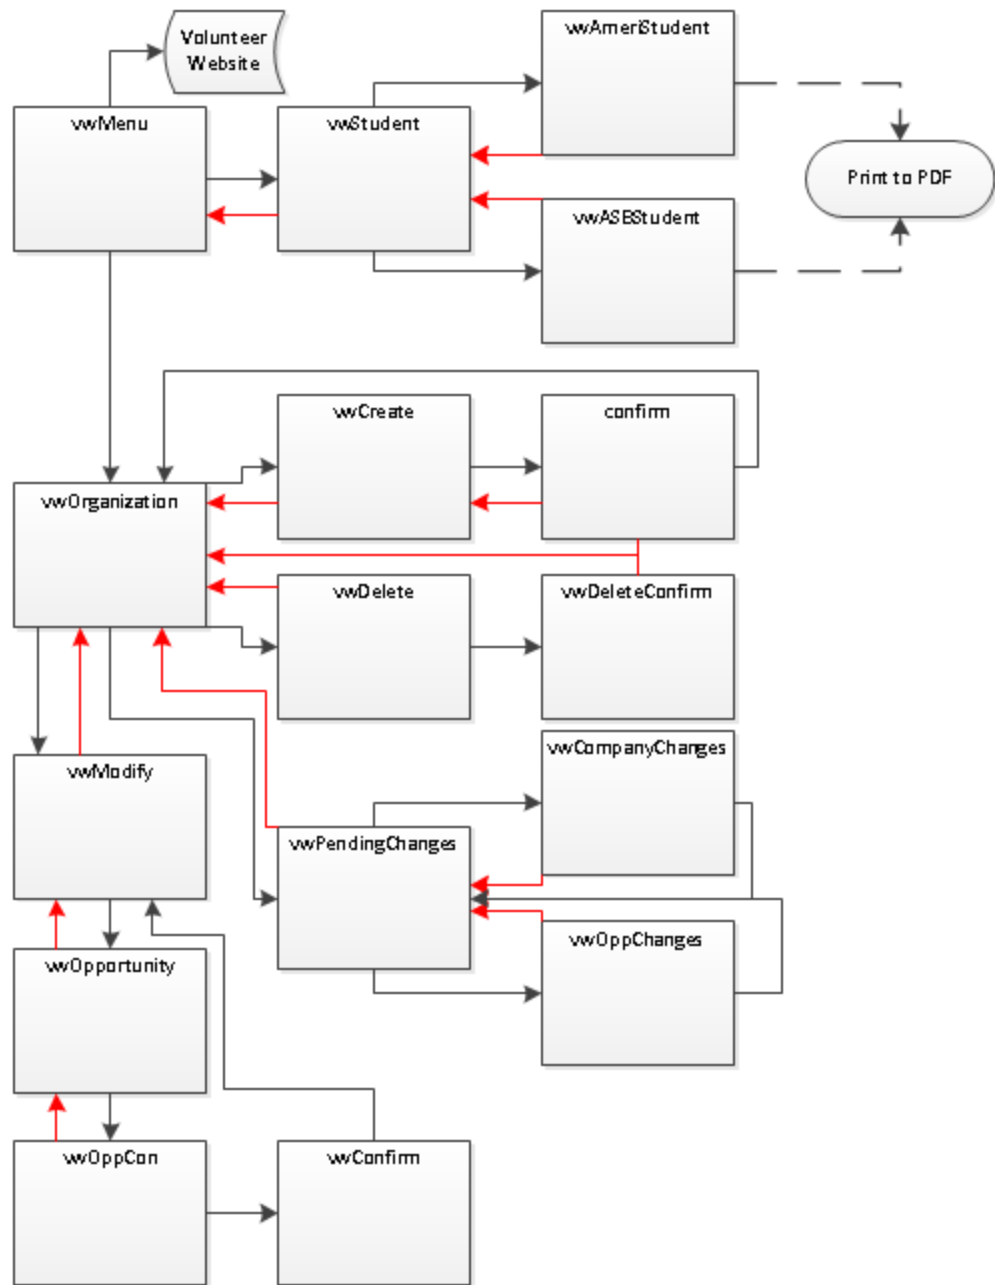 Volunteer
Website
vwAmeriStudent
vwMenu
vwStudent
Print to PDF
vwASBStudent
vwCreate
confirm
vwOrganization
vwDelete
vwDeleteConfirm
vwCompanyChanges
vwModify
vwPendingChanges
vwOppChanges
vwOpportunity
vwOppCon
vwConfirm